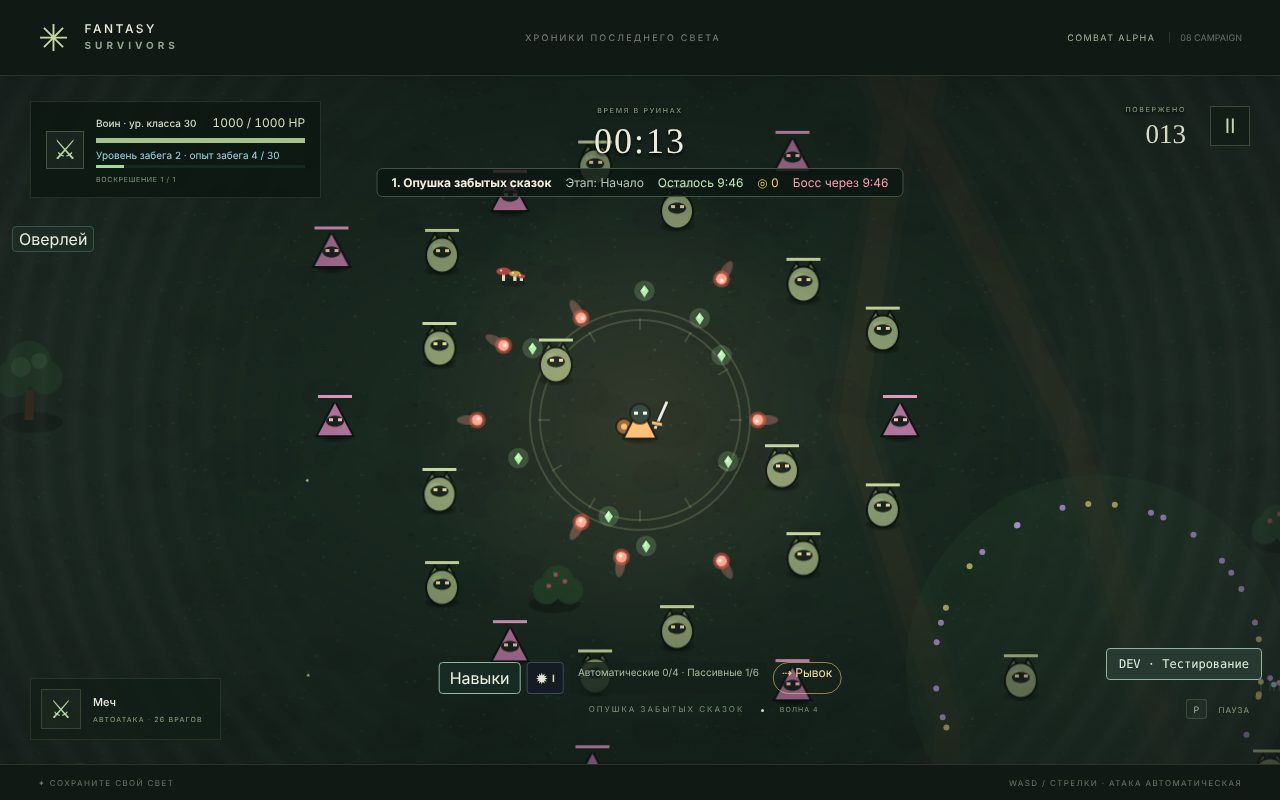 FANTASY
SURVIVORS
ХРОНИКИ ПОСЛЕДНЕГО СВЕТА
COMBAT ALPHA
08 CAMPAIGN
Воин · ур. класса 30
1000 / 1000 HP
Уровень забега 2 · опыт забега 4 / 30
ВОСКРЕШЕНИЕ 1 / 1
ВРЕМЯ В РУИНАХ
00:13
ПОВЕРЖЕНО
013
1. Опушка забытых сказок Этап: Начало Осталось 9:46 ◎ 0 Босс через 9:46
Оверлей
Навыки
I
Автоматические 0/4 · Пассивные 1/6
⇢ Рывок
ОПУШКА ЗАБЫТЫХ СКАЗОК • ВОЛНА 4
Меч
АВТОАТАКА · 26 ВРАГОВ
DEV · Тестирование
P ПАУЗА
✦ СОХРАНИТЕ СВОЙ СВЕТ
WASD / СТРЕЛКИ · АТАКА АВТОМАТИЧЕСКАЯ